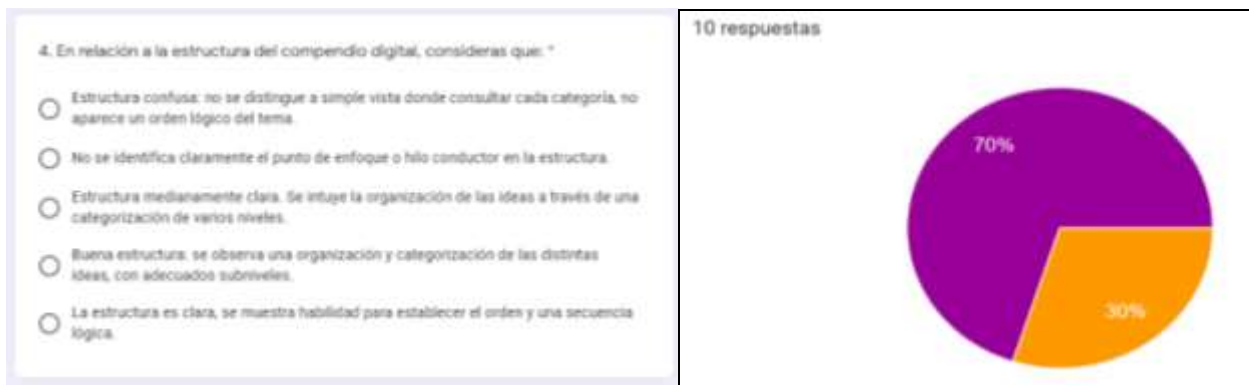 4. En relación a la estructura del compendio digital, consideras que: *
Estructura confusa: no se distingue a simple vista donde consultar cada categoría, no
aparece un orden lógico del tema.
No se identifica claramente el punto de enfoque o hilo conductor en la estructura.
Estructura medianamente clara. Se intuye la organización de las ideas a través de una
categorización de varios niveles.
Buena estructura: se observa una organización y categorización de las distintas
ideas, con adecuados subniveles.
La estructura es clara, se muestra habilidad para establecer el orden y una secuencia
lógica.
10 respuestas
70%
30%